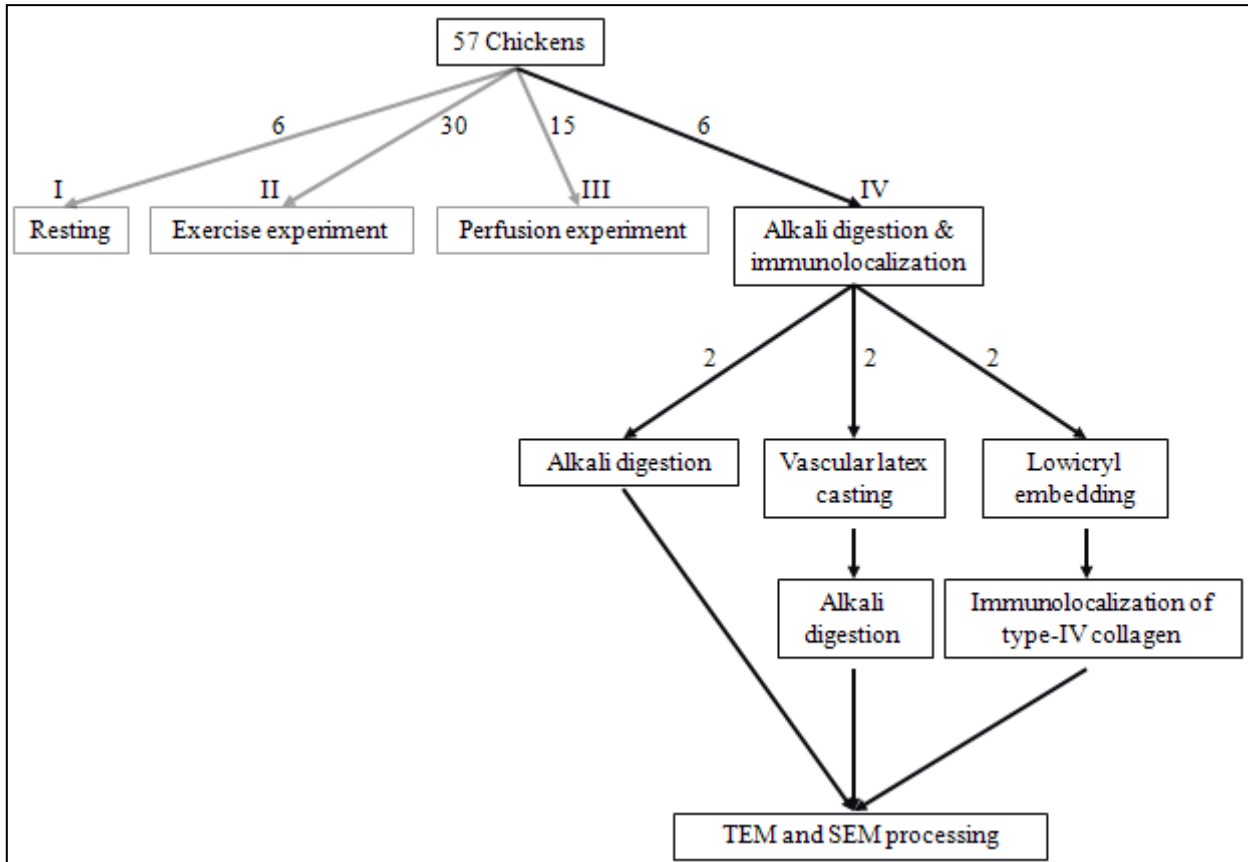 57 Chickens
6
30
15
6
I
II
III
IV
Resting
Exercise experiment
Perfusion experiment
Alkali digestion &
immunolocalization
2
2
2
Alkali digestion
Vascular latex
casting
Lowicryl
embedding
Alkali
digestion
Immunolocalization of
type-IV collagen
TEM and SEM processing